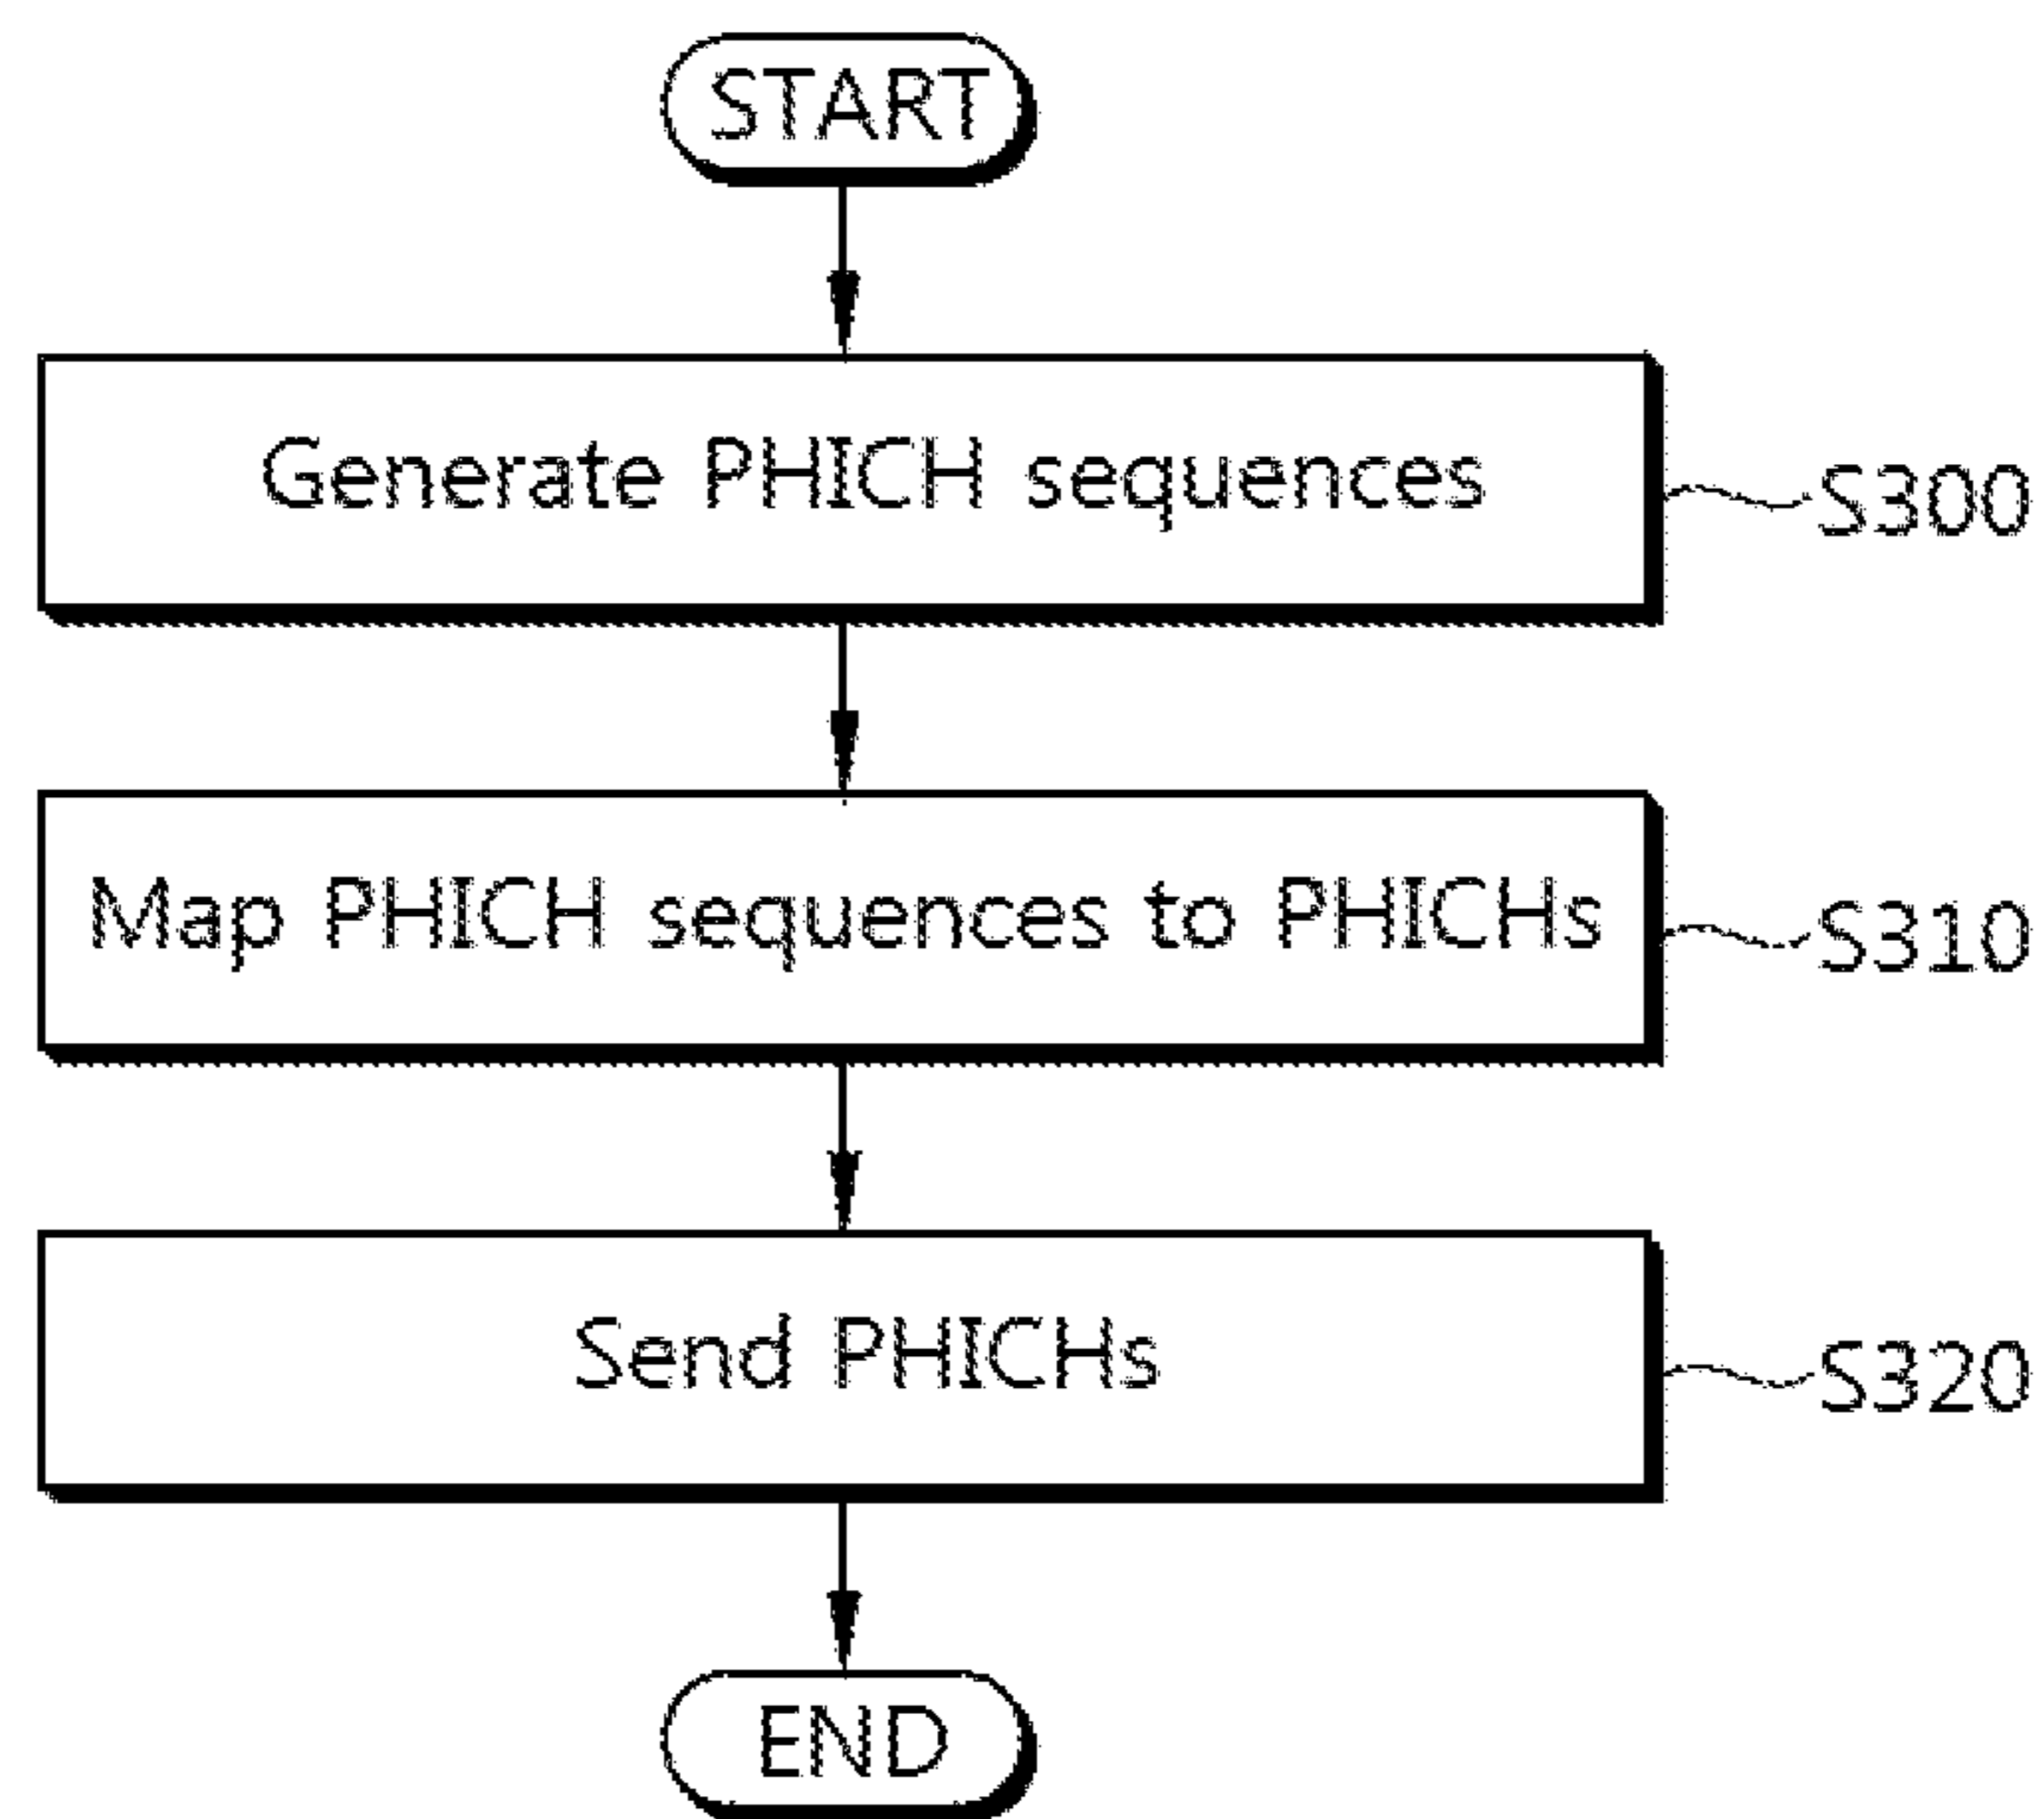 START
Generate PHICH sequences
S300
Map PHICH sequences to PHICHs
S310
Send PHICHs
S320
END